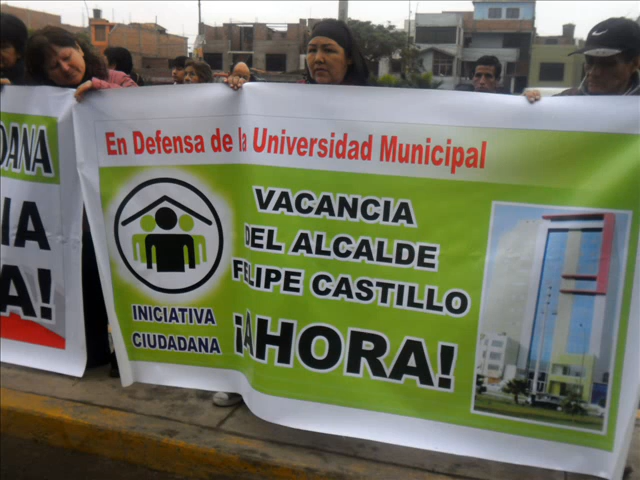 DANA
IA
A!
En Defensa de la Universidad Municipal
VACANCIA
DEL ALCALDE
FELIPE CASTILLO
¡AHORA!
INICIATIVA
CIUDADANA